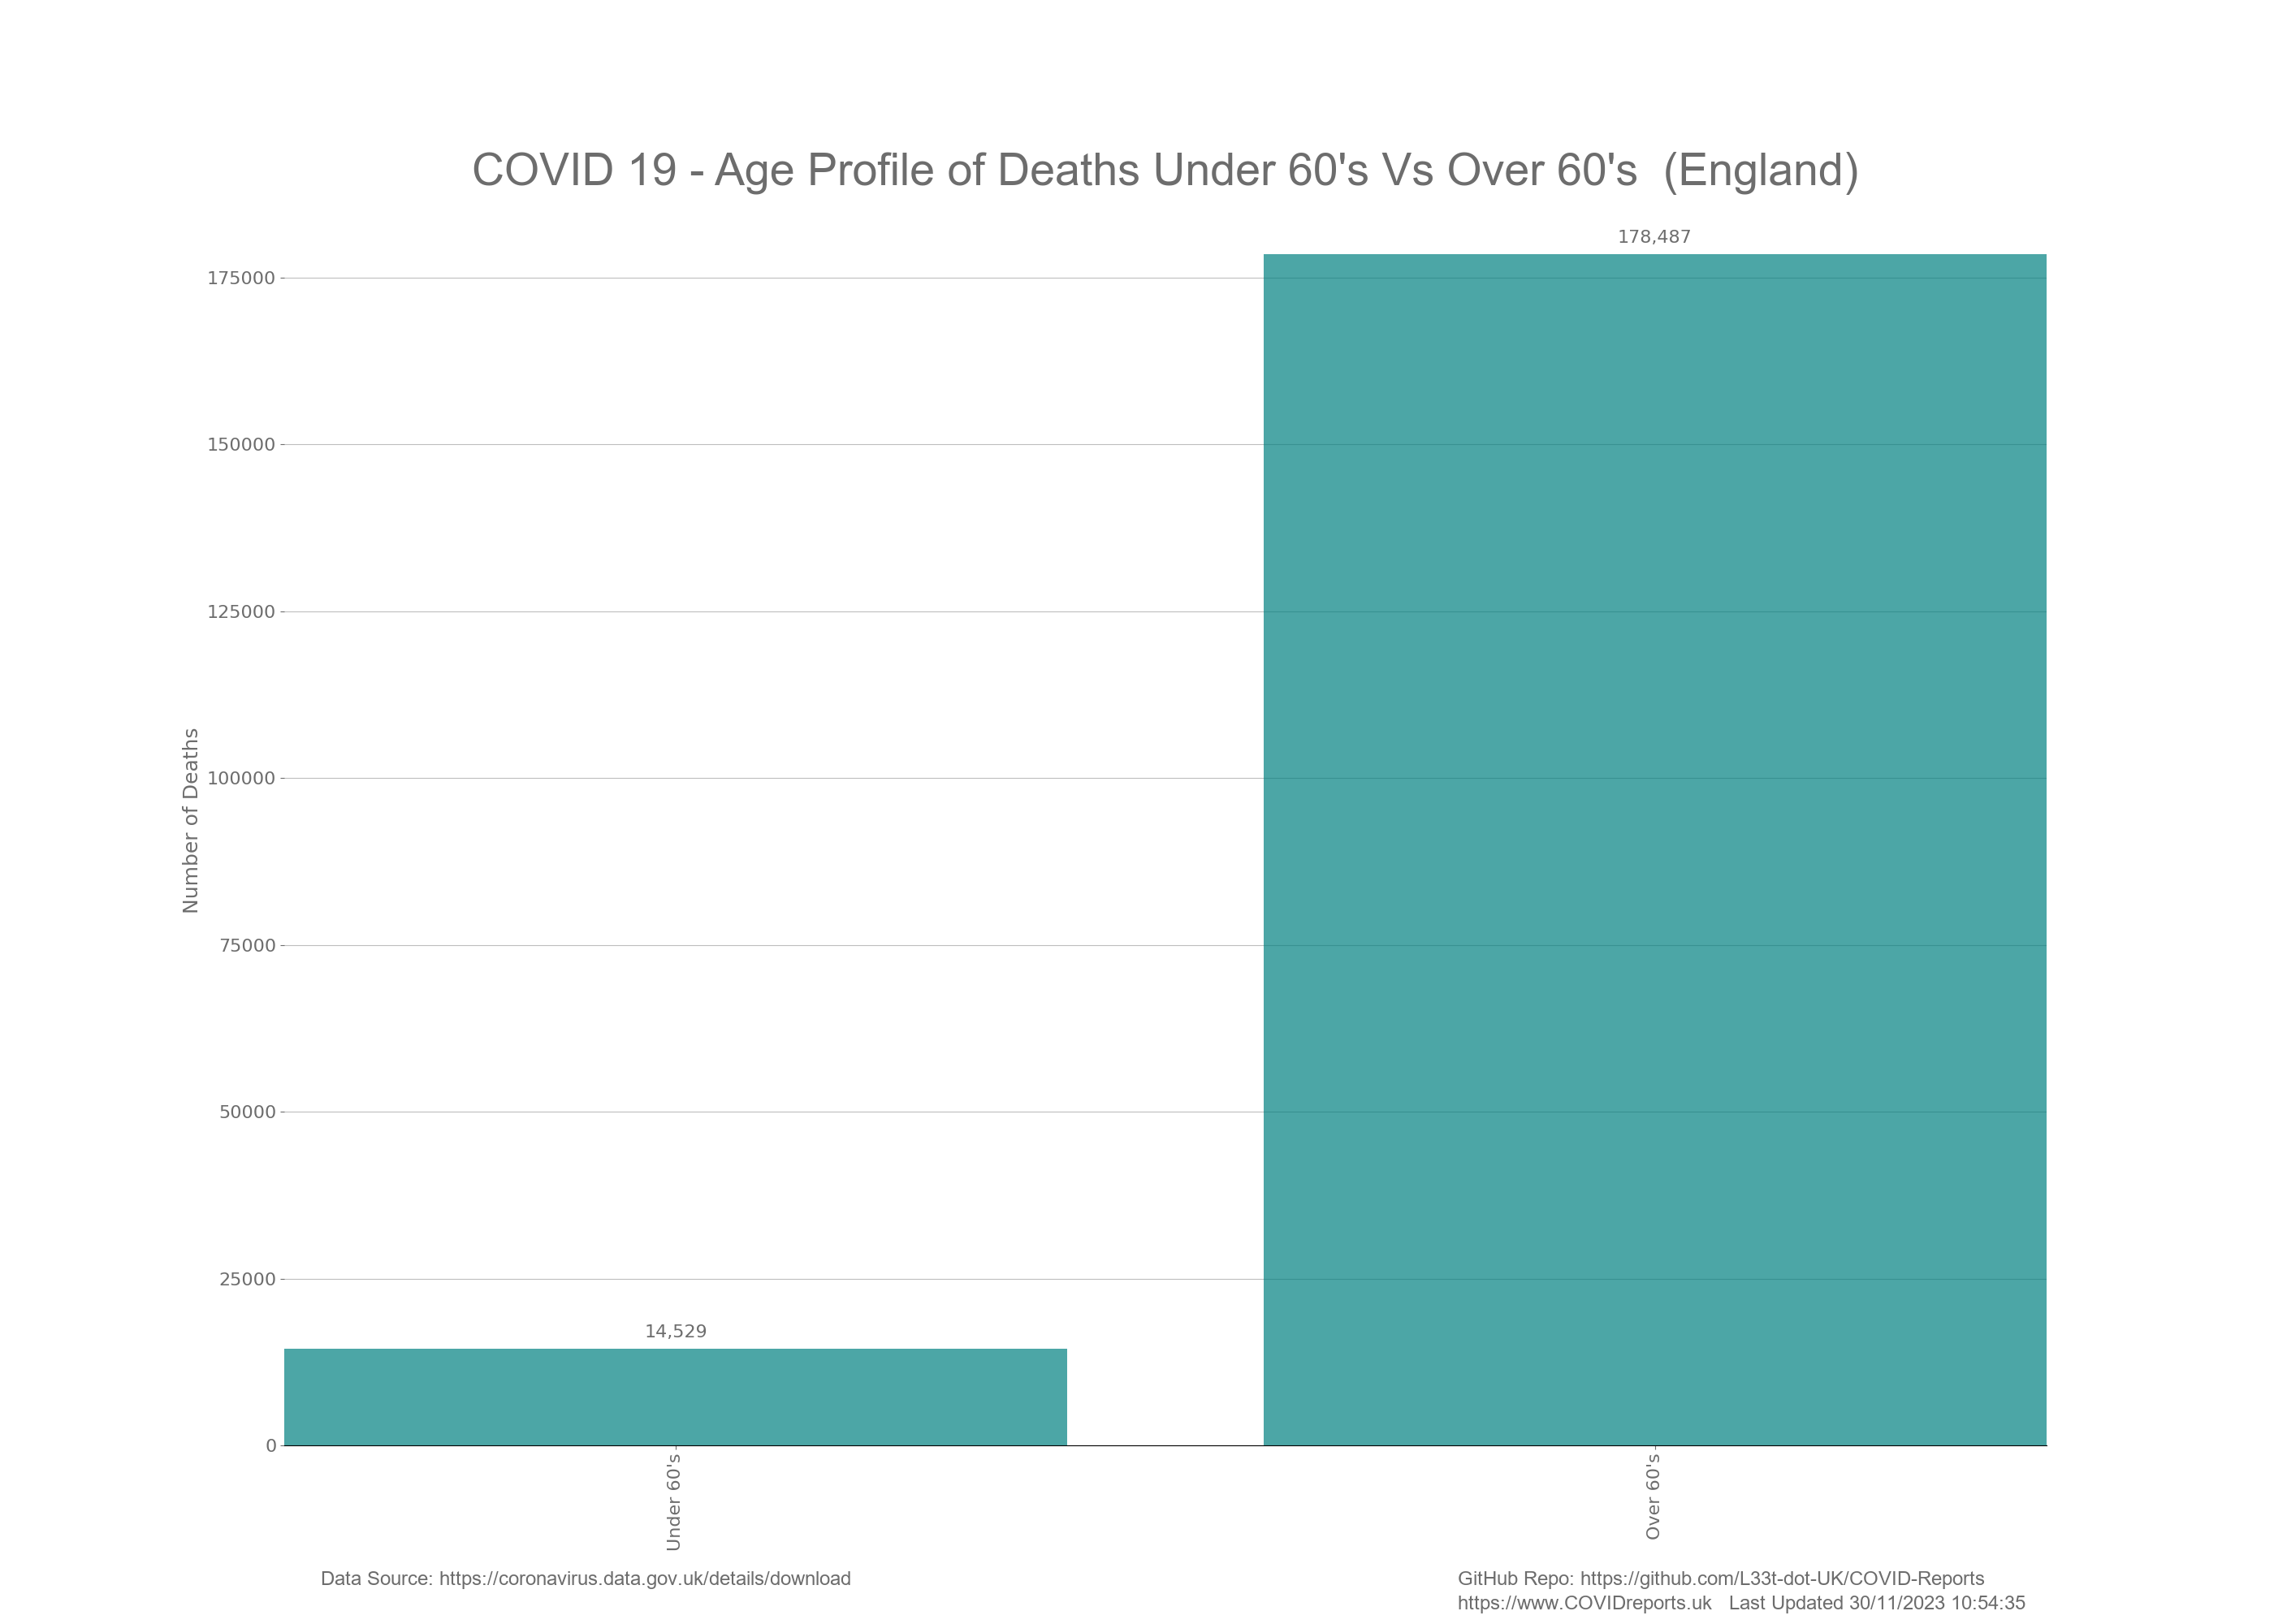 COVID 19 - Age Profile of Deaths Under 60's Vs Over 60's  (England)
178,487
175000
150000
125000
100000
75000
50000
25000
0
Number of Deaths
14,529
Under 60's
Over 60's
Data Source: https://coronavirus.data.gov.uk/details/download
GitHub Repo: https://github.com/L33t-dot-UK/COVID-Reports
https://www.COVIDreports.uk   Last Updated 30/11/2023 10:54:35